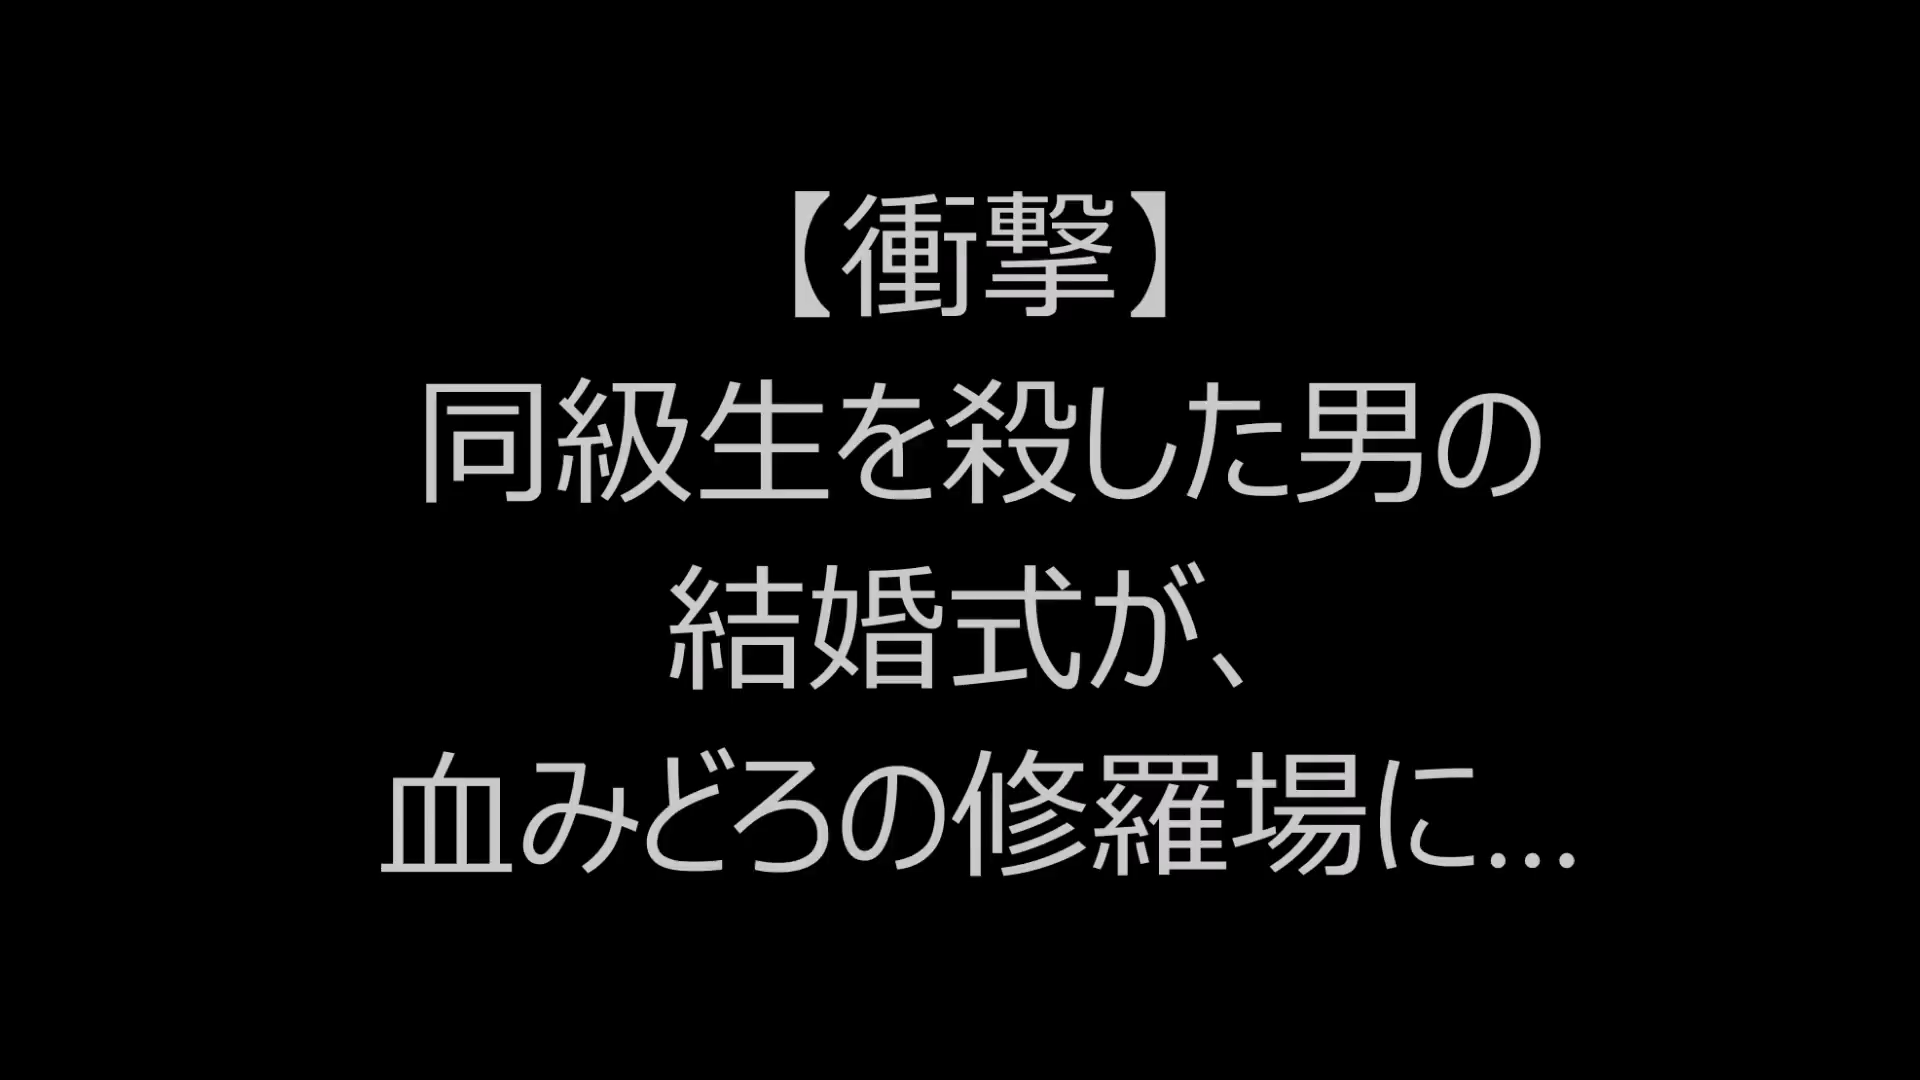 【衝撃】
同級生を殺した男の
結婚式が、
血みどろの修羅場に...